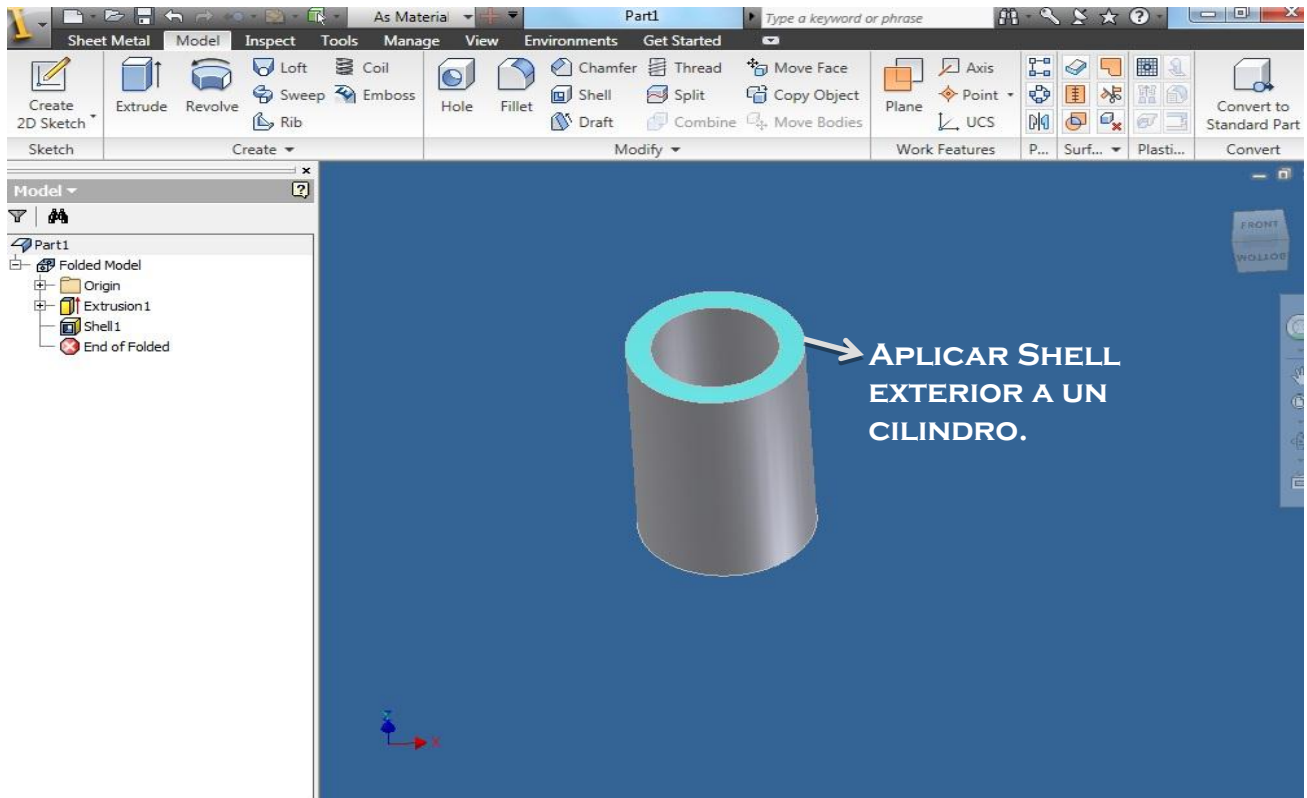 As Material
Part1
Type a keyword or phrase
Sheet Metal Model Inspect Tools Manage View Environments Get Started
Create 2D Sketch
Extrude
Revolve
Loft
Sweep
Rib
Coil
Emboss
Hole
Fillet
Chamfer
Shell
Draft
Thread
Split
Combine
Move Face
Copy Object
Move Bodies
Plane
Axis
Point
UCS
Convert to
Standard Part
Sketch Create Modify Work Features P... Surf... Plasti... Convert
Model
Part1
Folded Model
Origin
Extrusion1
Shell1
End of Folded
FRONT
BOTTOM
APLICAR SHELL
EXTERIOR A UN
CILINDRO.
Z
X